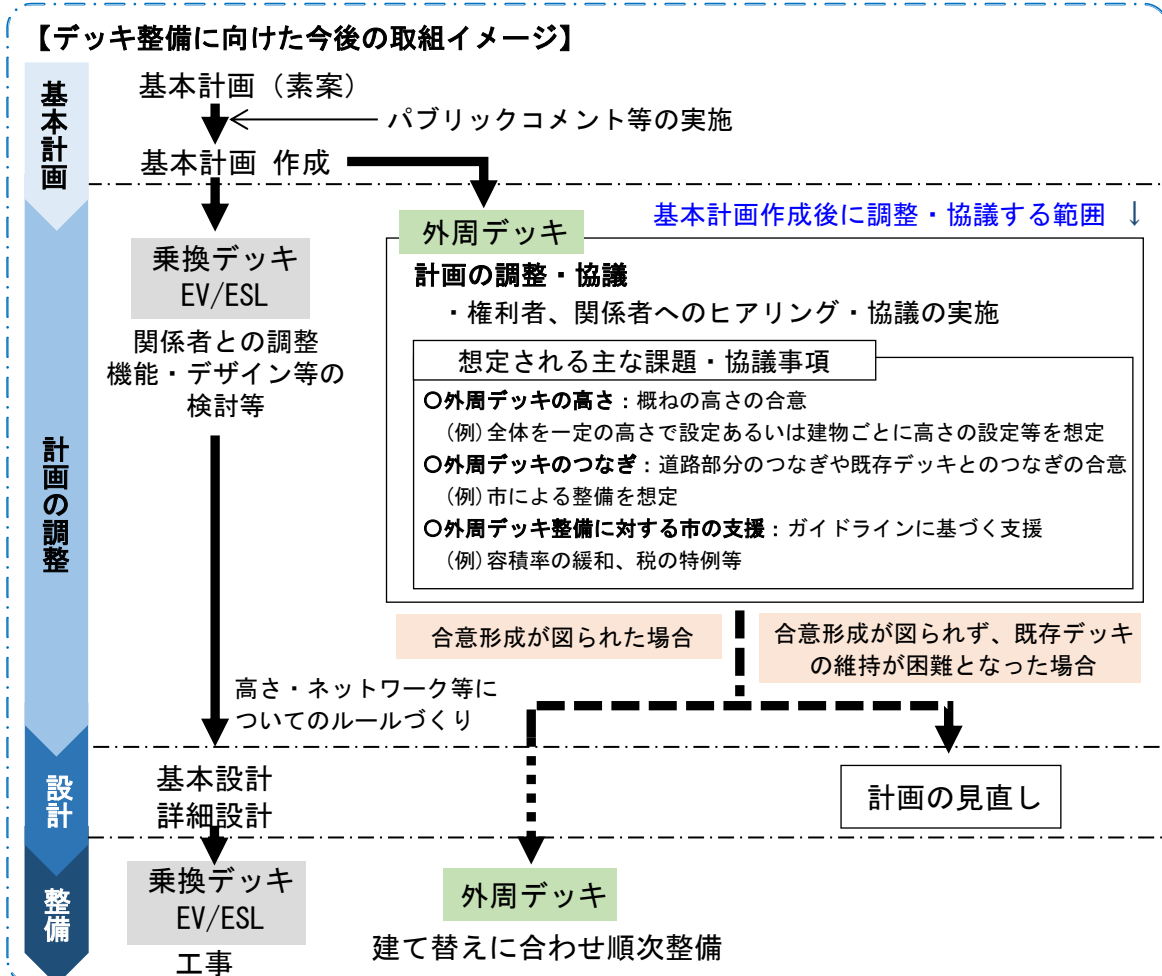 【デッキ整備に向けた今後の取組イメージ】
基本計画
基本計画（素案）
パブリックコメント等の実施
基本計画 作成
計画の調整
乗換デッキ
EV/ESL
関係者との調整
機能・デザイン等の
検討等
基本計画作成後に調整・協議する範囲 ↓
外周デッキ
計画の調整・協議
・権利者、関係者へのヒアリング・協議の実施
想定される主な課題・協議事項
〇外周デッキの高さ：概ねの高さの合意
(例)全体を一定の高さで設定あるいは建物ごとに高さの設定等を想定
〇外周デッキのつなぎ：道路部分のつなぎや既存デッキとのつなぎの合意
(例)市による整備を想定
〇外周デッキ整備に対する市の支援：ガイドラインに基づく支援
(例)容積率の緩和、税の特例等
合意形成が図られた場合
合意形成が図られず、既存デッキ
の維持が困難となった場合
高さ・ネットワーク等に
ついてのルールづくり
設計
基本設計
詳細設計
計画の見直し
整備
乗換デッキ
EV/ESL
工事
外周デッキ
建て替えに合わせ順次整備